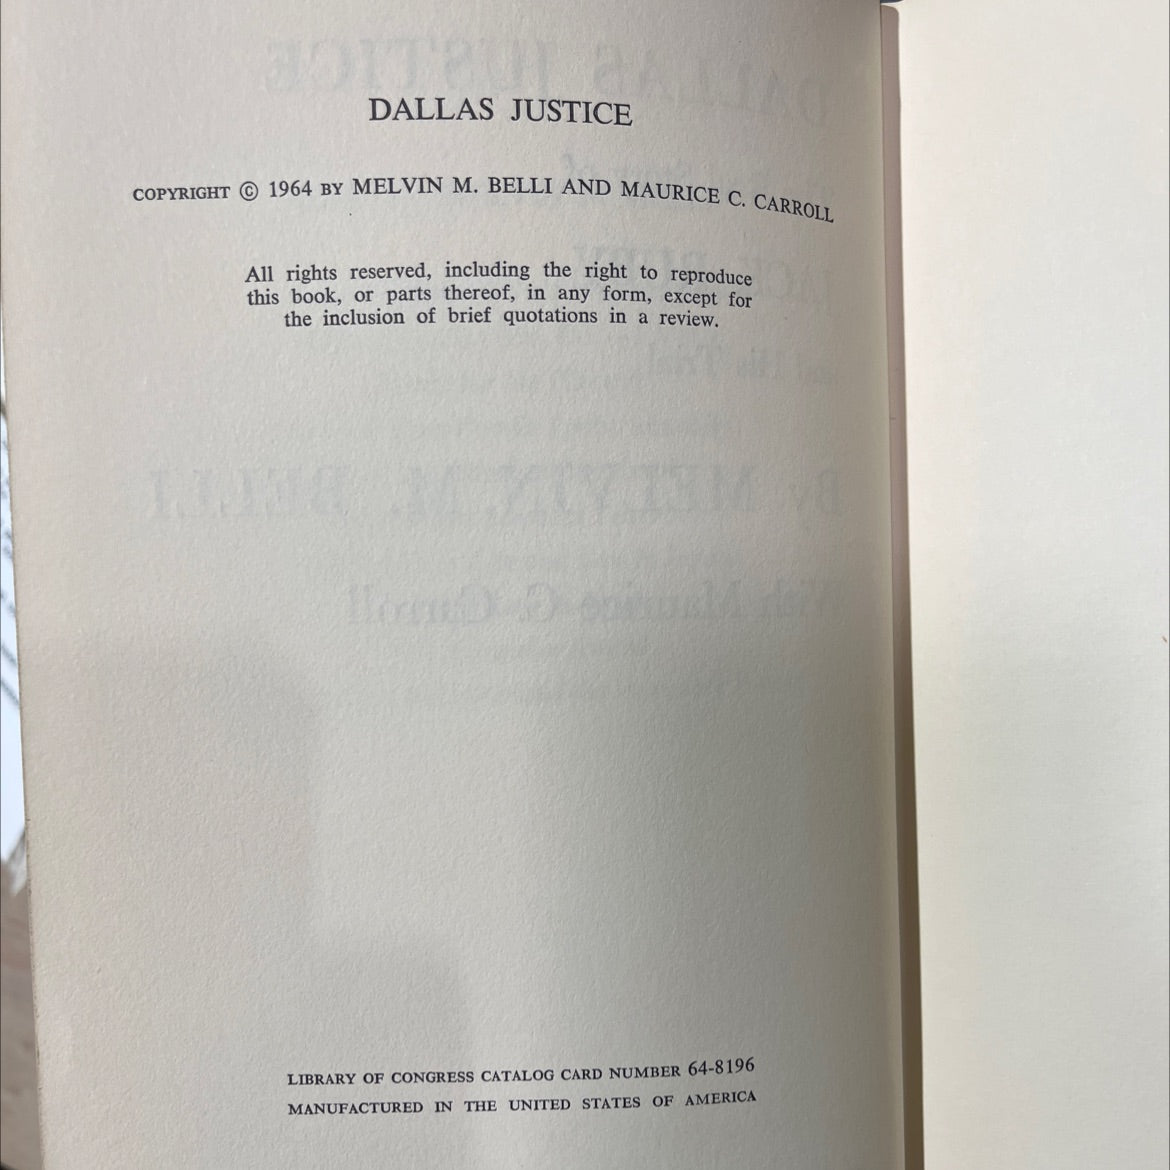 DALLAS JUSTICE
COPYRIGHT © 1964 BY MELVIN M. BELLI AND MAURICE C. CARROLL
All rights reserved, including the right to reproduce
this book, or parts thereof, in any form, except for
the inclusion of brief quotations in a review.
LIBRARY OF CONGRESS CATALOG CARD NUMBER 64-8196
MANUFACTURED IN THE UNITED STATES OF AMERICA